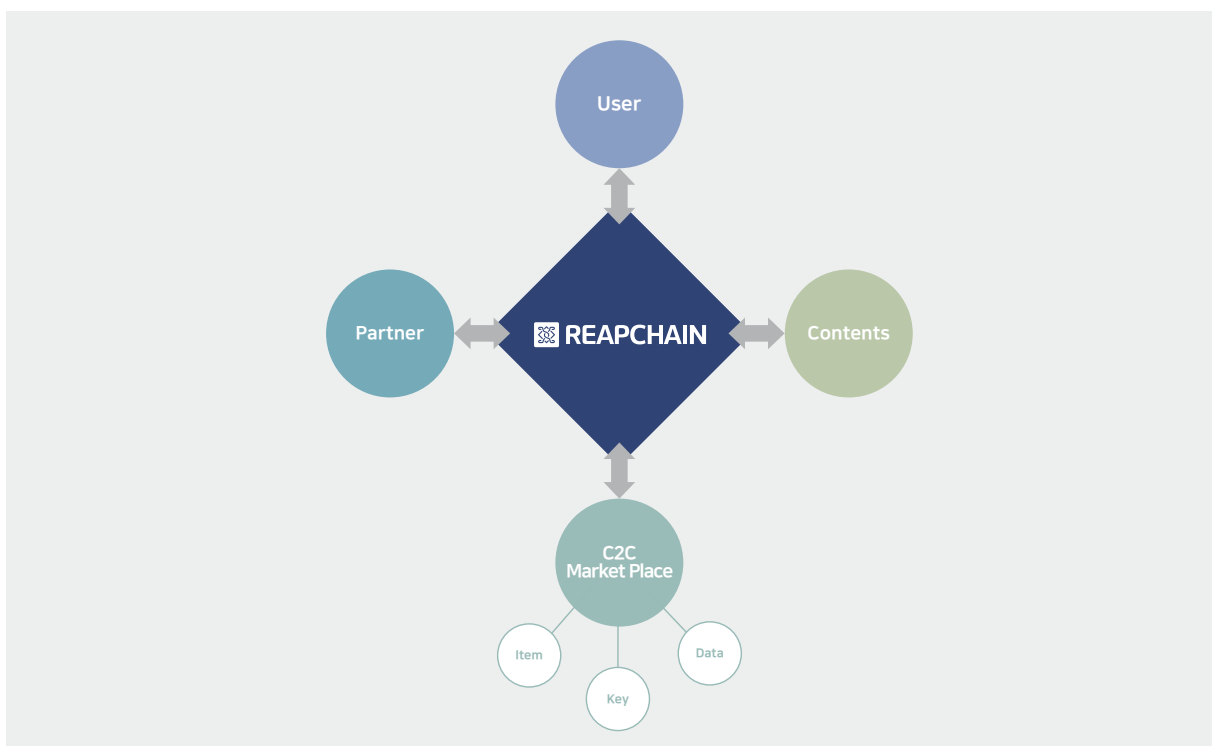 User
Partner
REAPCHAIN
Contents
C2C
Market Place
Item
Key
Data